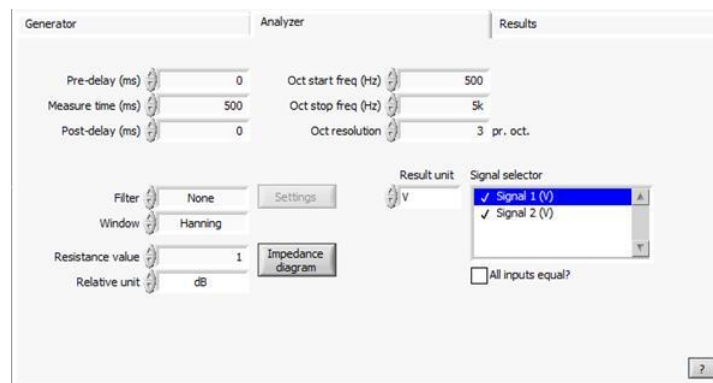 Generator Analyzer Results
Pre-delay (ms) 0 Oct start freq (Hz) 500
Measure time (ms) 500 Oct stop freq (Hz) 5k
Post-delay (ms) 0 Oct resolution 3 pr. oct.
Result unit Signal selector
Filter None Settings V ✓ Signal 1 (V)
Window Hanning ✓ Signal 2 (V)
Resistance value 1 Impedance
diagram
Relative unit dB All inputs equal?
?